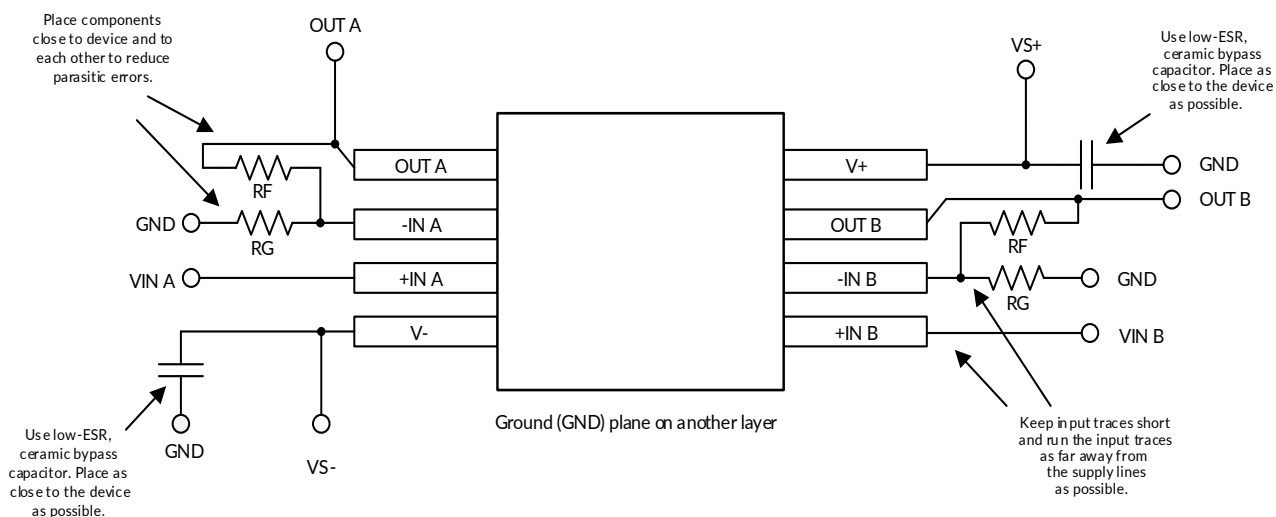 Place components
close to device and to
each other to reduce
parasitic errors.
OUT A
VS+
Use low-ESR,
ceramic bypass
capacitor. Place as
close to the device
as possible.
OUT A
RF
-IN A
GND
RG
+IN A
VIN A
V-
V+
GND
OUT B
OUT B
RF
-IN B
GND
RG
+IN B
VIN B
Use low-ESR,
ceramic bypass
capacitor. Place as
close to the device
as possible.
GND
VS-
Ground (GND) plane on another layer
Keep input traces short
and run the input traces
as far away from
the supply lines
as possible.